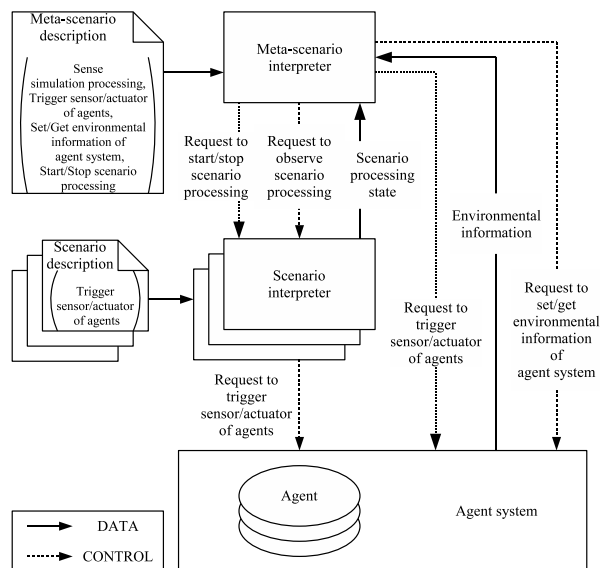 Meta-scenario
description
Sense
simulation processing,
Trigger sensor/actuator
of agents,
Set/Get environmental
information of
agent system,
Start/Stop scenario
processing
Meta-scenario
interpreter
Request to
start/stop
scenario
processing
Request to
observe
scenario
processing
Scenario
processing
state
Environmental
information
Scenario
description
Trigger
sensor/actuator
of agents
Scenario
interpreter
Request to
trigger
sensor/actuator
of agents
Request to
set/get
environmental
information
of
agent system
Request to
trigger
sensor/actuator
of agents
Agent
Agent system
DATA
CONTROL